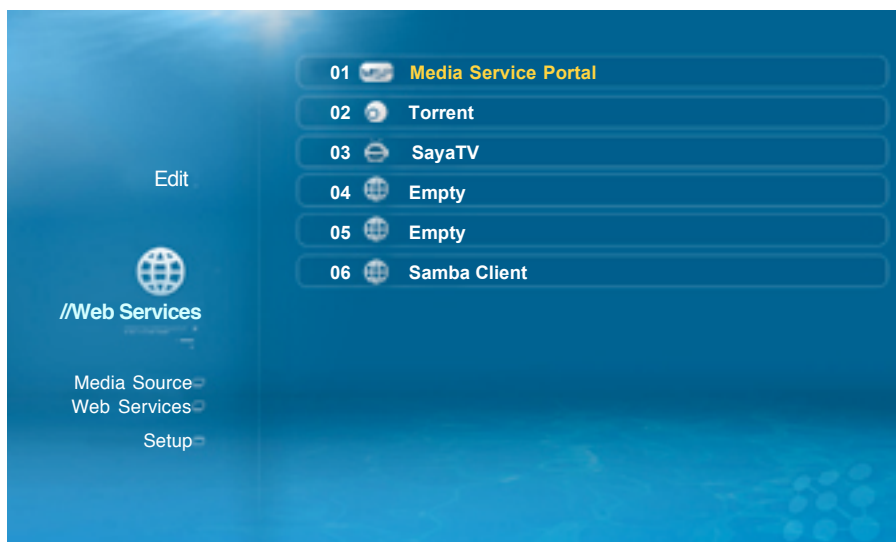 01 MSP Media Service Portal
02 Torrent
03 SayaTV
04 Empty
05 Empty
06 Samba Client
Edit
//Web Services
Media Source
Web Services
Setup